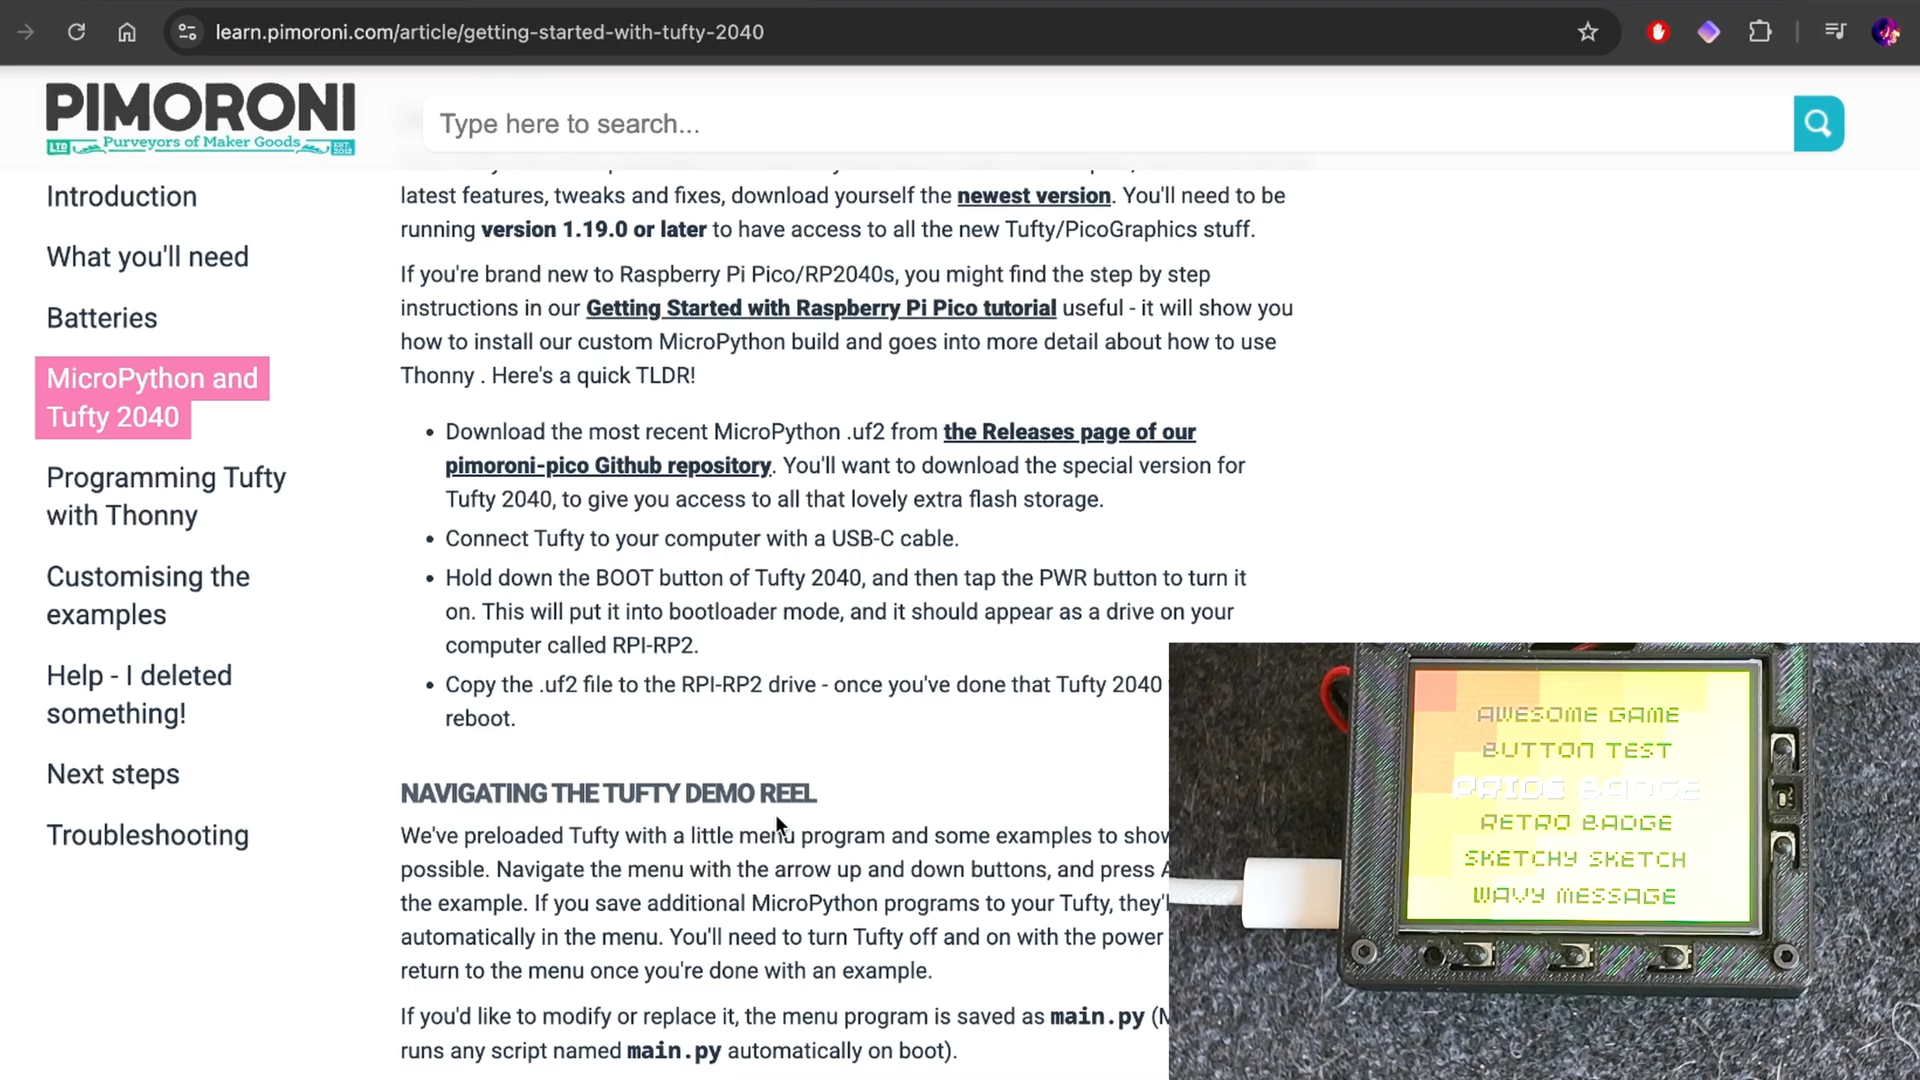 learn.pimoroni.com/article/getting-started-with-tufty-2040
PIMORONI
LTD Purveyors of Maker Goods EST. 2012
Type here to search...
Introduction
What you'll need
Batteries
MicroPython and
Tufty 2040
Programming Tufty
with Thonny
Customising the
examples
Help - I deleted
something!
Next steps
Troubleshooting
latest features, tweaks and fixes, download yourself the newest version. You'll need to be
running version 1.19.0 or later to have access to all the new Tufty/PicoGraphics stuff.
If you're brand new to Raspberry Pi Pico/RP2040s, you might find the step by step
instructions in our Getting Started with Raspberry Pi Pico tutorial useful - it will show you
how to install our custom MicroPython build and goes into more detail about how to use
Thonny . Here's a quick TLDR!
• Download the most recent MicroPython .uf2 from the Releases page of our
pimoroni-pico Github repository. You'll want to download the special version for
Tufty 2040, to give you access to all that lovely extra flash storage.
• Connect Tufty to your computer with a USB-C cable.
• Hold down the BOOT button of Tufty 2040, and then tap the PWR button to turn it
on. This will put it into bootloader mode, and it should appear as a drive on your
computer called RPI-RP2.
• Copy the .uf2 file to the RPI-RP2 drive - once you've done that Tufty 2040
reboot.
NAVIGATING THE TUFTY DEMO REEL
We've preloaded Tufty with a little menu program and some examples to show
possible. Navigate the menu with the arrow up and down buttons, and press A
the example. If you save additional MicroPython programs to your Tufty, they'l
automatically in the menu. You'll need to turn Tufty off and on with the power
return to the menu once you're done with an example.
If you'd like to modify or replace it, the menu program is saved as main.py (M
runs any script named main.py automatically on boot).
AWESOME GAME
BUTTON TEST
PRIDE BADGE
RETRO BADGE
SKETCHY SKETCH
WAVY MESSAGE